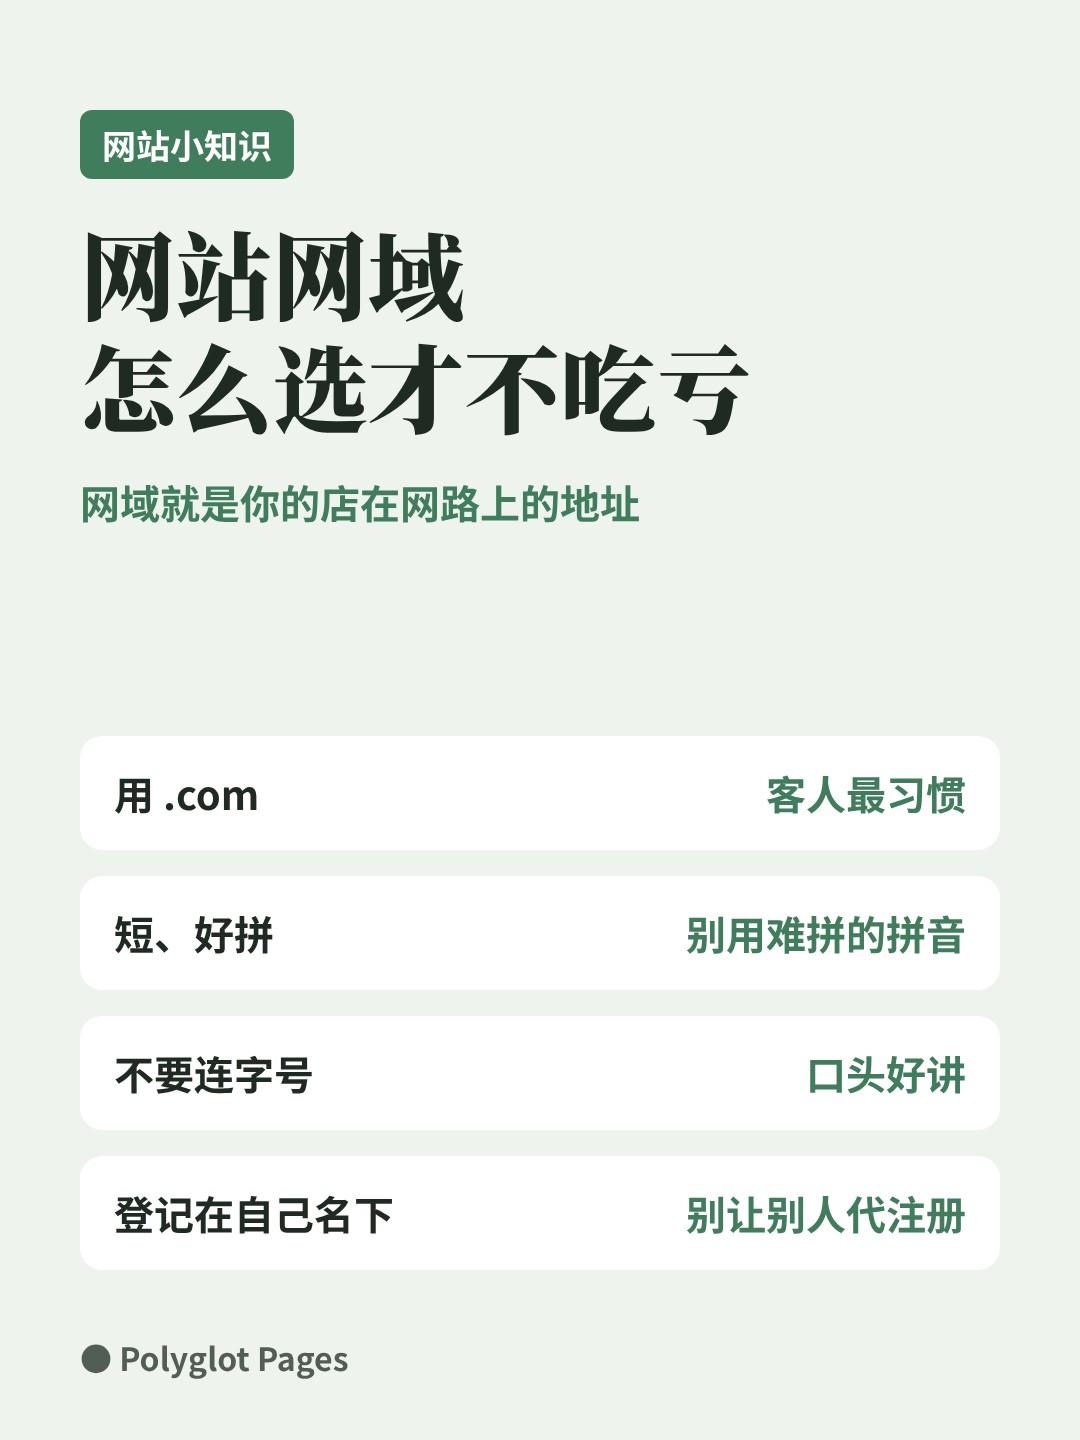 网站小知识
网站网域
怎么选才不吃亏
网域就是你的店在网路上的地址
用 .com 客人最习惯
短、好拼 别用难拼的拼音
不要连字号 口头好讲
登记在自己名下 别让别人代注册
Polyglot Pages